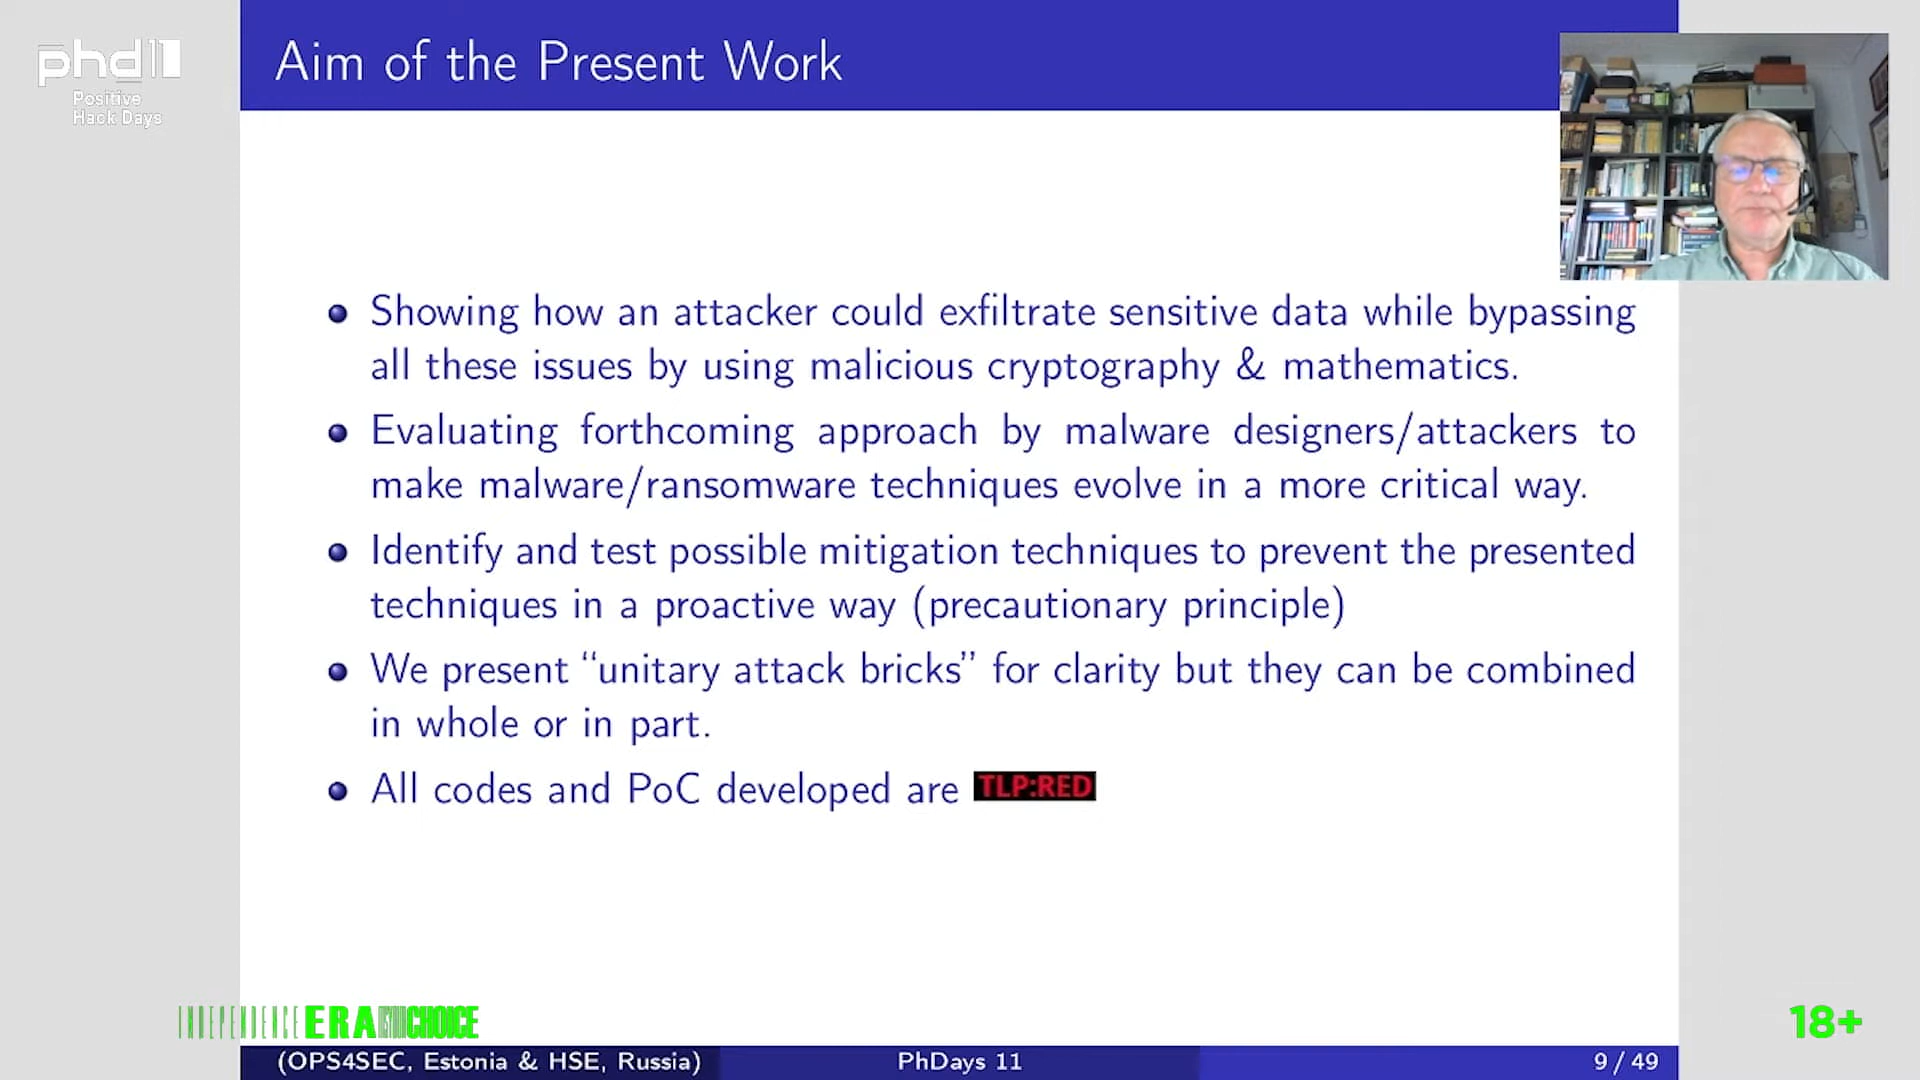 phd11
Positive
Hack Days
Aim of the Present Work
Showing how an attacker could exfiltrate sensitive data while bypassing
all these issues by using malicious cryptography & mathematics.
Evaluating forthcoming approach by malware designers/attackers to
make malware/ransomware techniques evolve in a more critical way.
Identify and test possible mitigation techniques to prevent the presented
techniques in a proactive way (precautionary principle)
We present “unitary attack bricks” for clarity but they can be combined
in whole or in part.
All codes and PoC developed are TLP:RED
INDEPENDENCE ERA CHOICE
18+
(OPS4SEC, Estonia & HSE, Russia)
PhDays 11
9 / 49